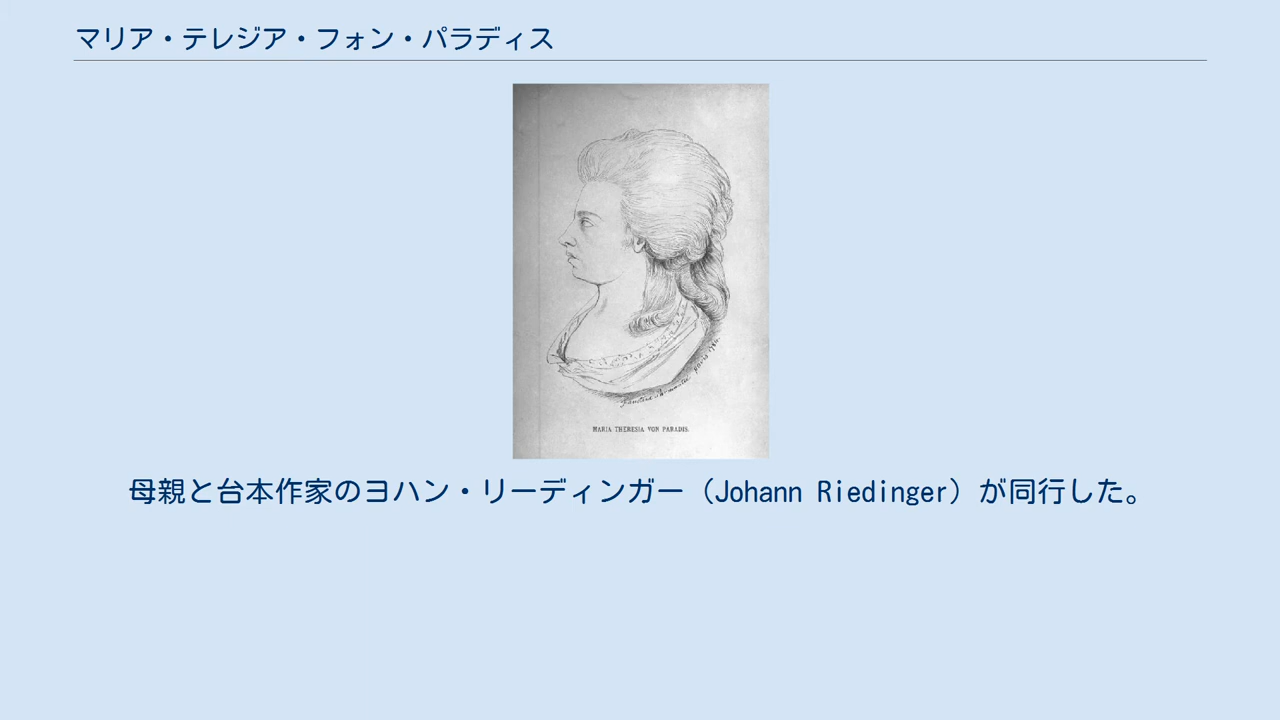 マリア・テレジア・フォン・パラディス
MARIA THERESIA VON PARADIS.
母親と台本作家のヨハン・リーディンガー（Johann Riedinger）が同行した。